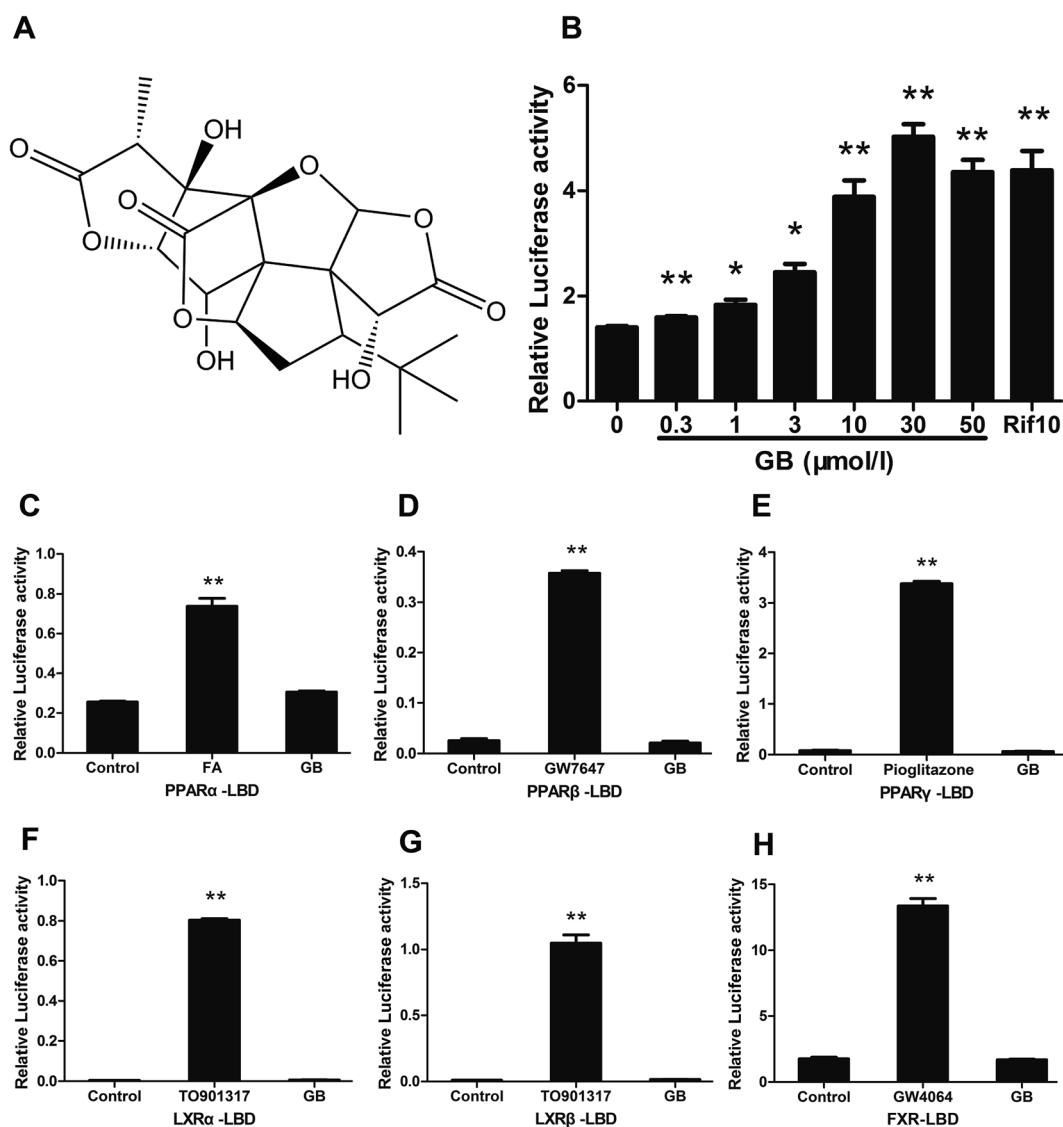 A
O
OH
O
O
O
O
O
O
O
OH
HO
B
Relative Luciferase activity
6
4
2
0
** * * ** ** ** **
0 0.3 1 3 10 30 50 Rif10
GB (µmol/l)
C
Relative Luciferase activity
1.0
0.8
0.6
0.4
0.2
0.0
**
Control FA GB
PPARα -LBD
D
Relative Luciferase activity
0.4
0.3
0.2
0.1
0.0
**
Control GW7647 GB
PPARβ -LBD
E
Relative Luciferase activity
4
3
2
1
0
**
Control Pioglitazone GB
PPARγ -LBD
F
Relative Luciferase activity
1.0
0.8
0.6
0.4
0.2
0.0
**
Control TO901317 GB
LXRα -LBD
G
Relative Luciferase activity
1.5
1.0
0.5
0.0
**
Control TO901317 GB
LXRβ -LBD
H
Relative Luciferase activity
15
10
5
0
**
Control GW4064 GB
FXR-LBD